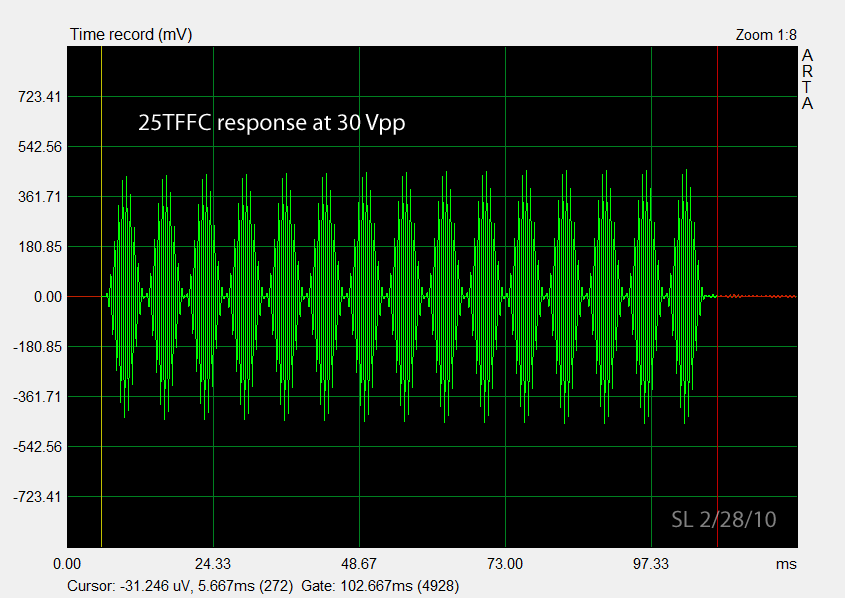 Time record (mV)
Zoom 1:8
A
R
T
A
723.41
25TFFC response at 30 Vpp
542.56
361.71
180.85
0.00
-180.85
-361.71
-542.56
-723.41
SL 2/28/10
0.00 24.33 48.67 73.00 97.33 ms
Cursor: -31.246 uV, 5.667ms (272) Gate: 102.667ms (4928)